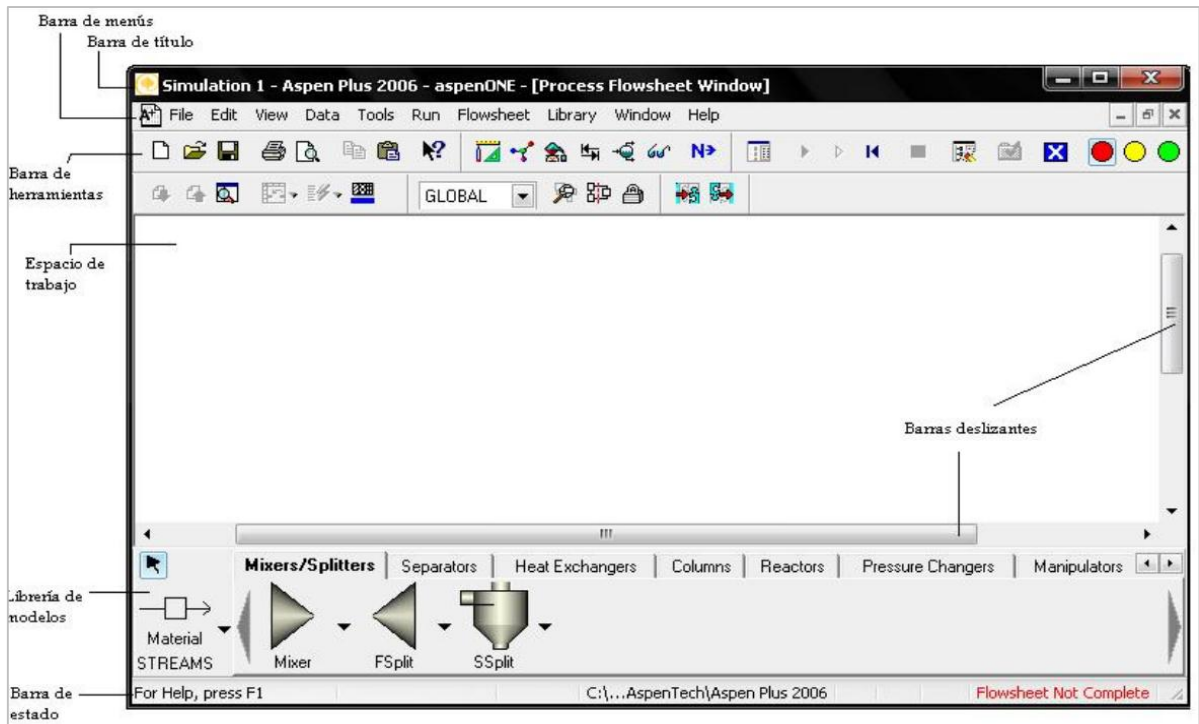 Barra de menús
Barra de título
Simulation 1 - Aspen Plus 2006 - aspenONE - [Process Flowsheet Window]
File Edit View Data Tools Run Flowsheet Library Window Help
Barra de
herramientas
N
GLOBAL
Espacio de
trabajo
Barras deslizantes
Mixers/Splitters Separators Heat Exchangers Columns Reactors Pressure Changers Manipulators
Librería de
modelos
Material
STREAMS
Mixer
FSplit
SSplit
Barra de
estado
For Help, press F1
C:\...AspenTech\Aspen Plus 2006
Flowsheet Not Complete